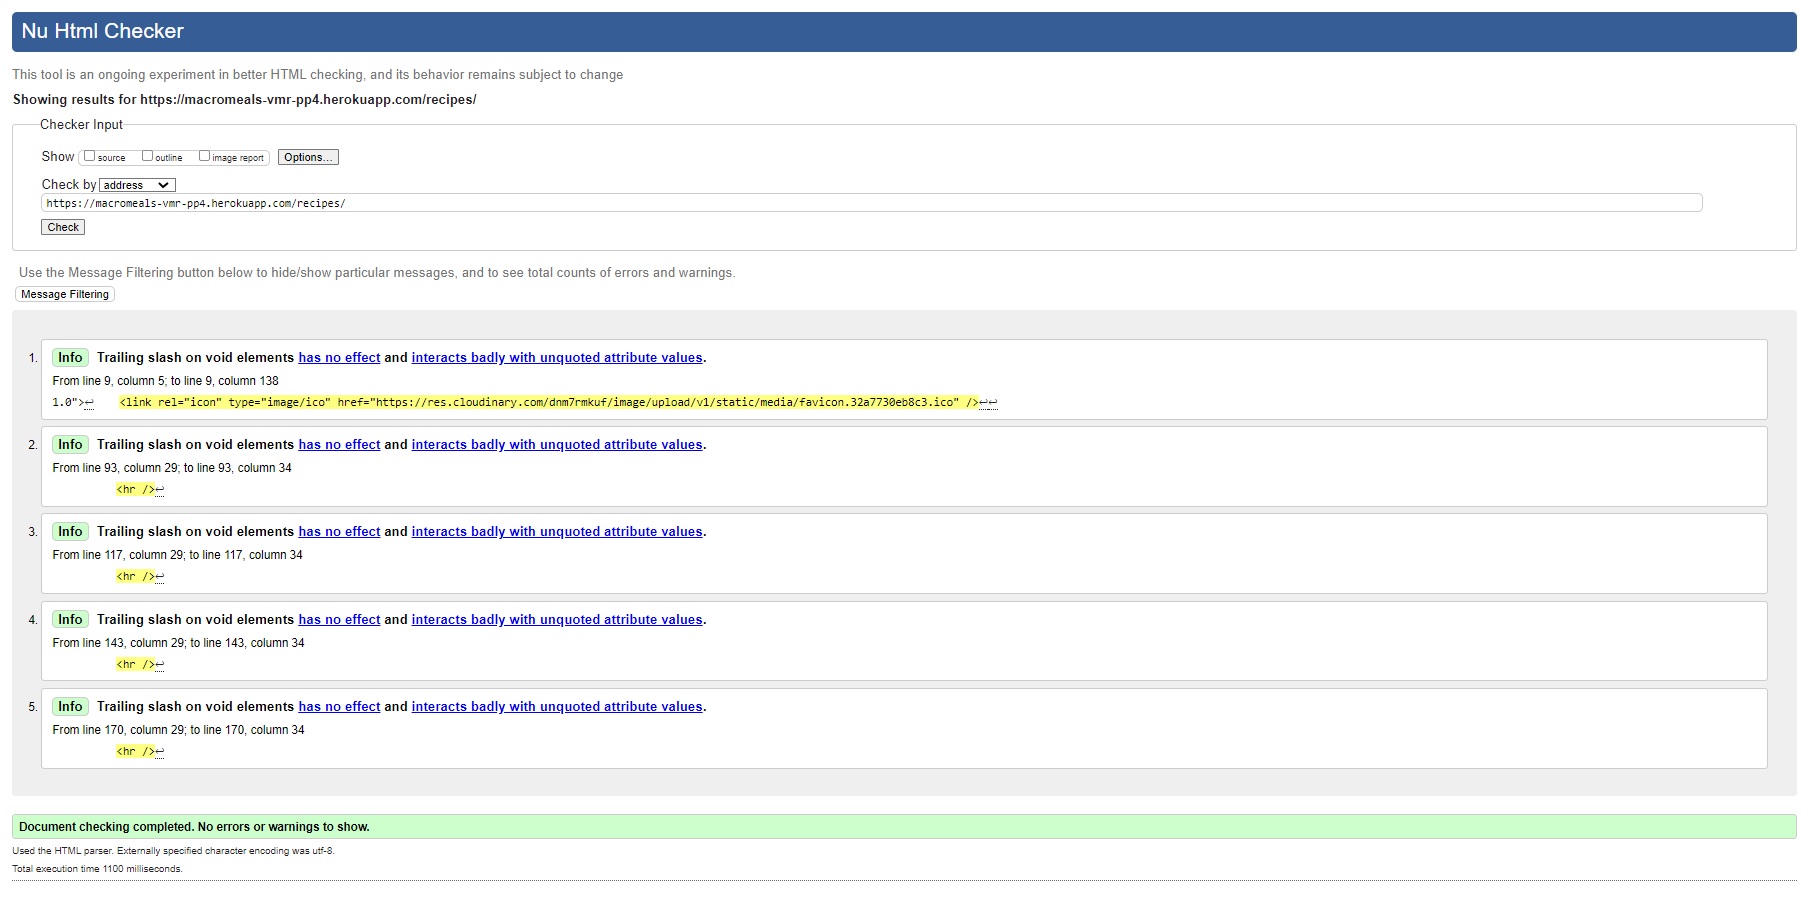 Nu Html Checker
This tool is an ongoing experiment in better HTML checking, and its behavior remains subject to change
Showing results for https://macromeals-vmr-pp4.herokuapp.com/recipes/
Checker Input
Show source outline image report Options...
Check by address
https://macromeals-vmr-pp4.herokuapp.com/recipes/
Check
Use the Message Filtering button below to hide/show particular messages, and to see total counts of errors and warnings.
Message Filtering
1. Info Trailing slash on void elements has no effect and interacts badly with unquoted attribute values.
From line 9, column 5; to line 9, column 138
1.0">↩ <link rel="icon" type="image/ico" href="https://res.cloudinary.com/dnm7rmkuf/image/upload/v1/static/media/favicon.32a7730eb8c3.ico" />↩↩
2. Info Trailing slash on void elements has no effect and interacts badly with unquoted attribute values.
From line 93, column 29; to line 93, column 34
<hr />↩
3. Info Trailing slash on void elements has no effect and interacts badly with unquoted attribute values.
From line 117, column 29; to line 117, column 34
<hr />↩
4. Info Trailing slash on void elements has no effect and interacts badly with unquoted attribute values.
From line 143, column 29; to line 143, column 34
<hr />↩
5. Info Trailing slash on void elements has no effect and interacts badly with unquoted attribute values.
From line 170, column 29; to line 170, column 34
<hr />↩
Document checking completed. No errors or warnings to show.
Used the HTML parser. Externally specified character encoding was utf-8.
Total execution time 1100 milliseconds.